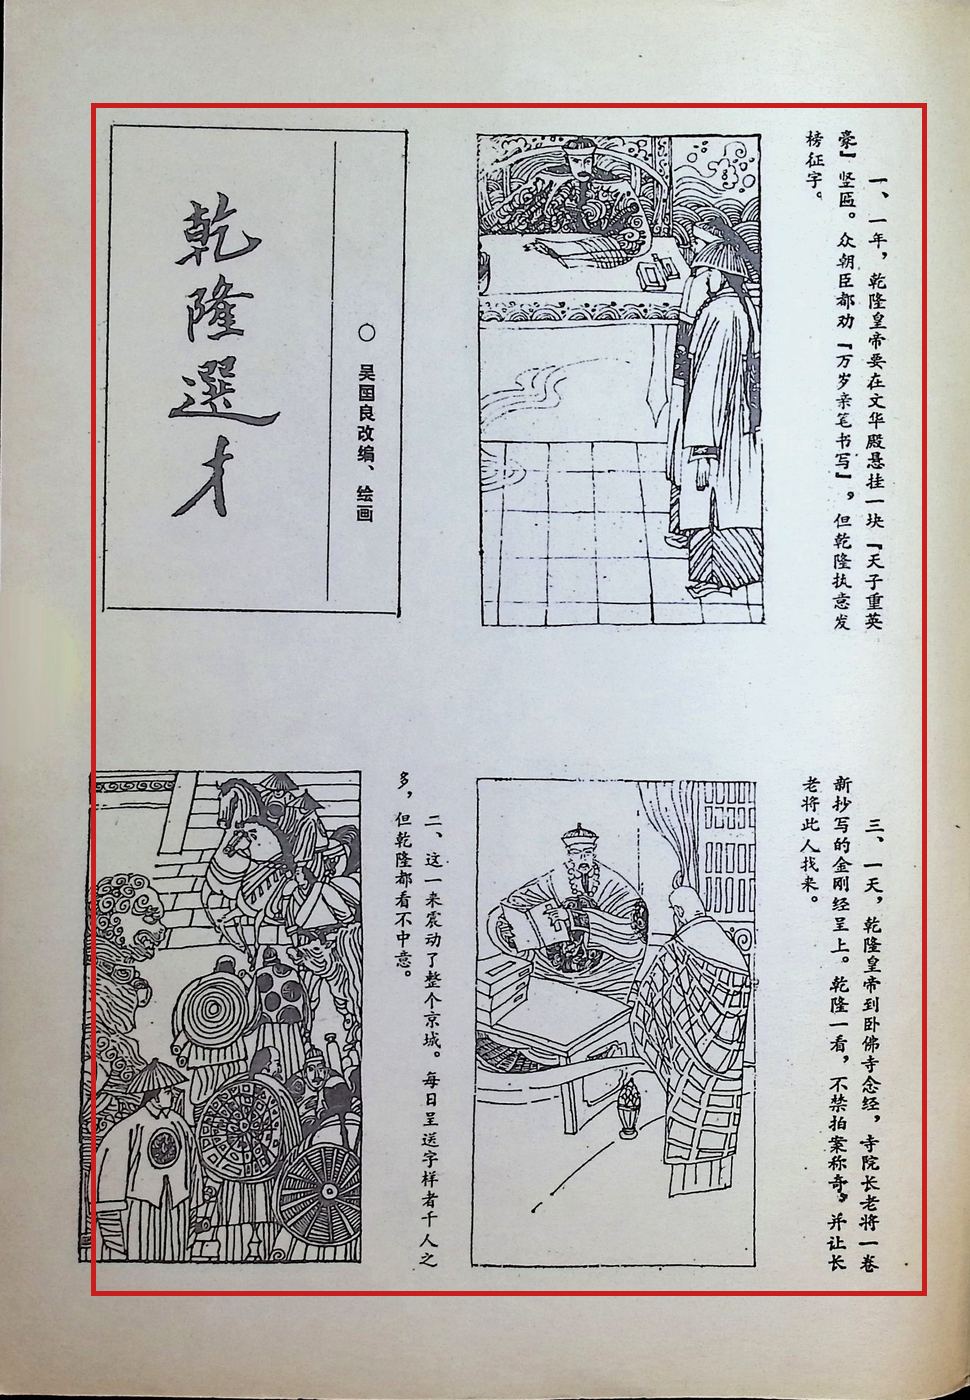 乾隆選才
○ 吴国良改编、绘画
一、一年，乾隆皇帝要在文华殿悬挂一块『天子重英
豪』竖匾。众朝臣都劝『万岁亲笔书写』，但乾隆执意发
榜征字。
二、这一来震动了整个京城。每日呈送字样者千人之
多，但乾隆都看不中意。
三、一天，乾隆皇帝到卧佛寺念经，寺院长老将一卷
新抄写的金刚经呈上。乾隆一看，不禁拍案称奇，并让长
老将此人找来。